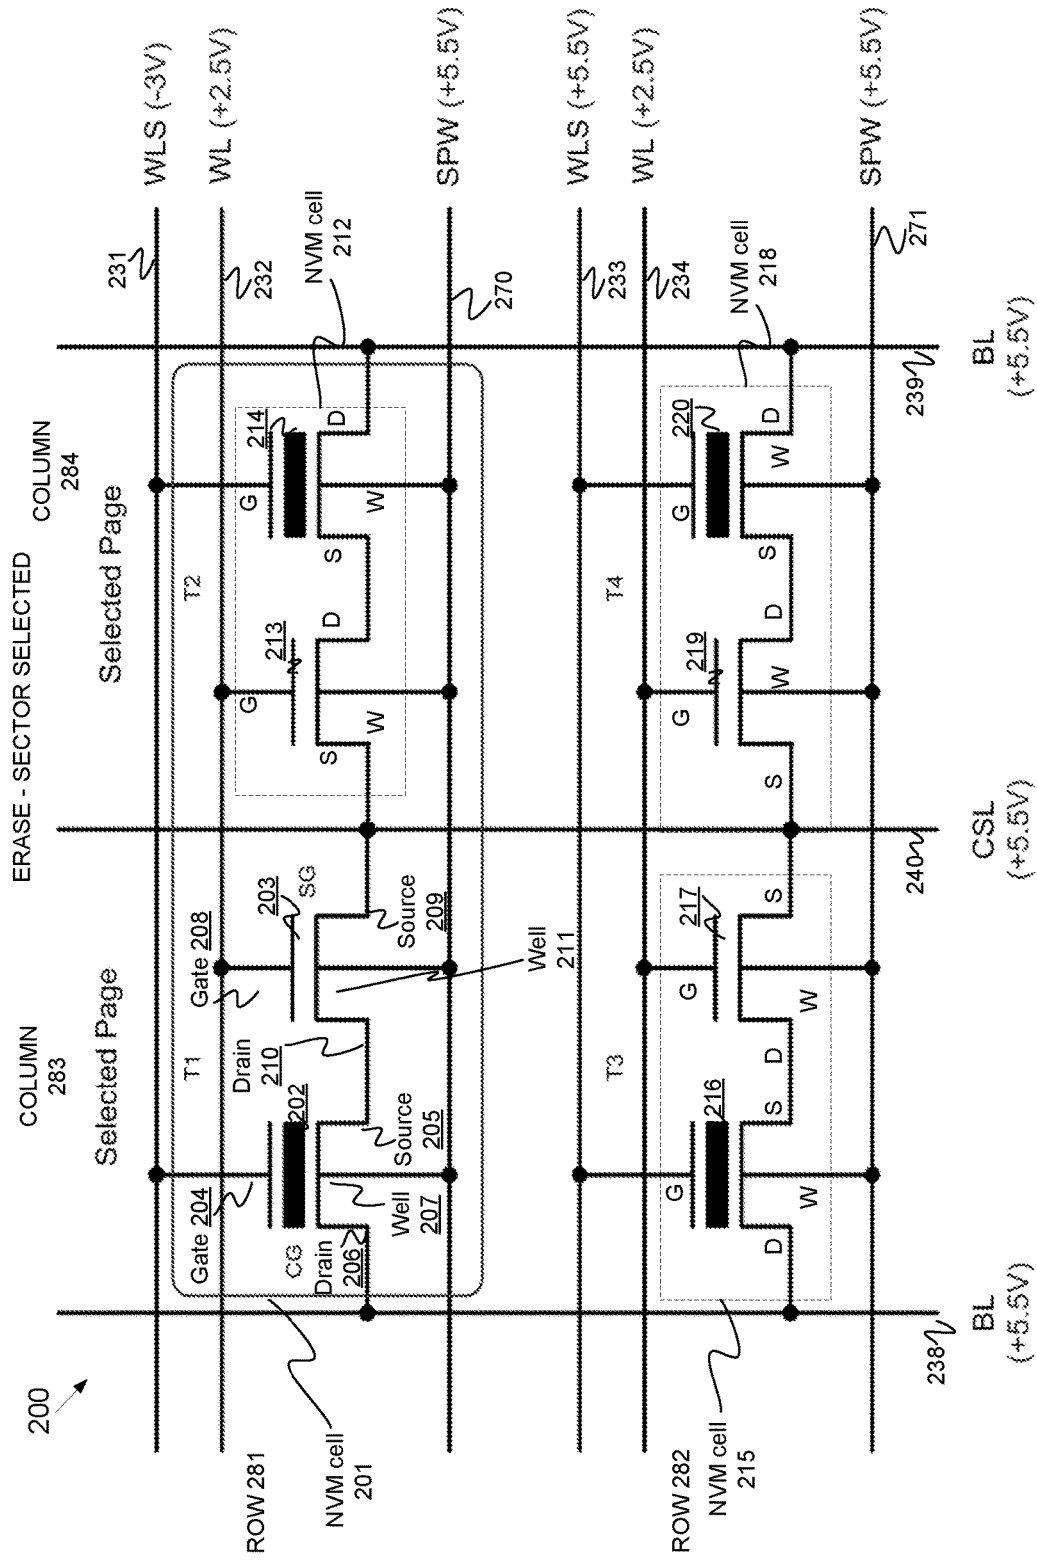 200
ERASE - SECTOR SELECTED
COLUMN
283
COLUMN
284
Selected Page
Selected Page
231
WLS (-3V)
232
WL (+2.5V)
T1
T2
Gate 204
Gate 208
CG
202
Drain
210
203
SG
G
213
G
214
Drain
206
Well
207
Source
205
Source
209
Well
211
S
W
D
S
W
D
NVM cell
212
ROW 281
NVM cell
201
270
SPW (+5.5V)
233
WLS (+5.5V)
234
WL (+2.5V)
T3
T4
G
216
G
217
G
219
G
220
D
W
S
D
W
S
S
W
D
S
W
D
NVM cell
218
ROW 282
NVM cell
215
271
SPW (+5.5V)
238
240
239
BL
(+5.5V)
CSL
(+5.5V)
BL
(+5.5V)